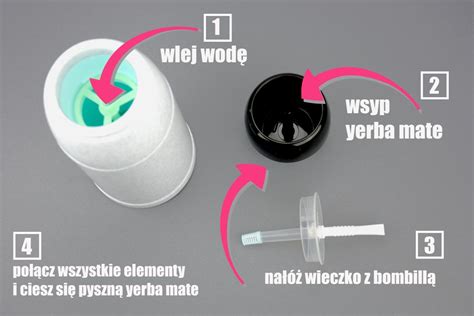 1
wlej wodę
2
wsyp
yerba mate
3
nałóż wieczko z bombillą
4
połącz wszystkie elementy
i ciesz się pyszną yerba mate